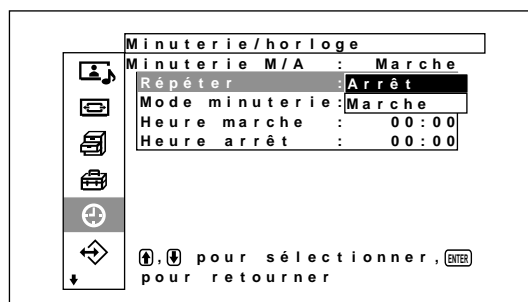 Minuterie/horloge
Minuterie M/A : Marche
Répéter : Arrêt
Mode minuterie: Marche
Heure marche : 00:00
Heure arrêt : 00:00
, pour sélectionner, ENTER
pour retourner